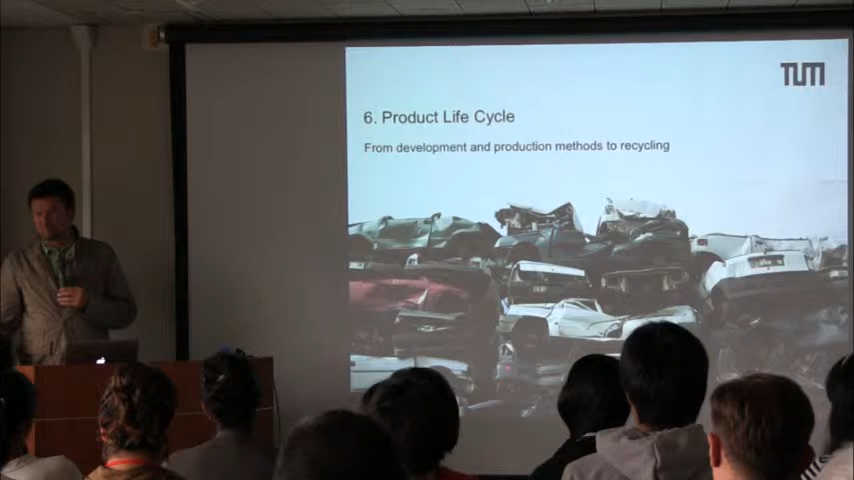 TUM
6. Product Life Cycle
From development and production methods to recycling